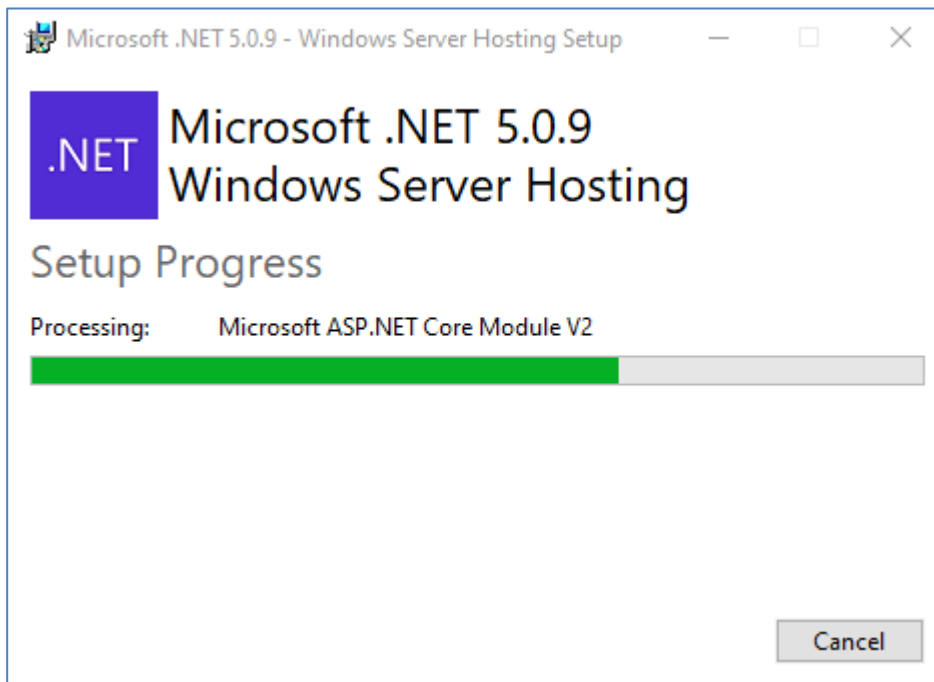 Microsoft .NET 5.0.9 - Windows Server Hosting Setup
.NET
Microsoft .NET 5.0.9
Windows Server Hosting
Setup Progress
Processing: Microsoft ASP.NET Core Module V2
Cancel